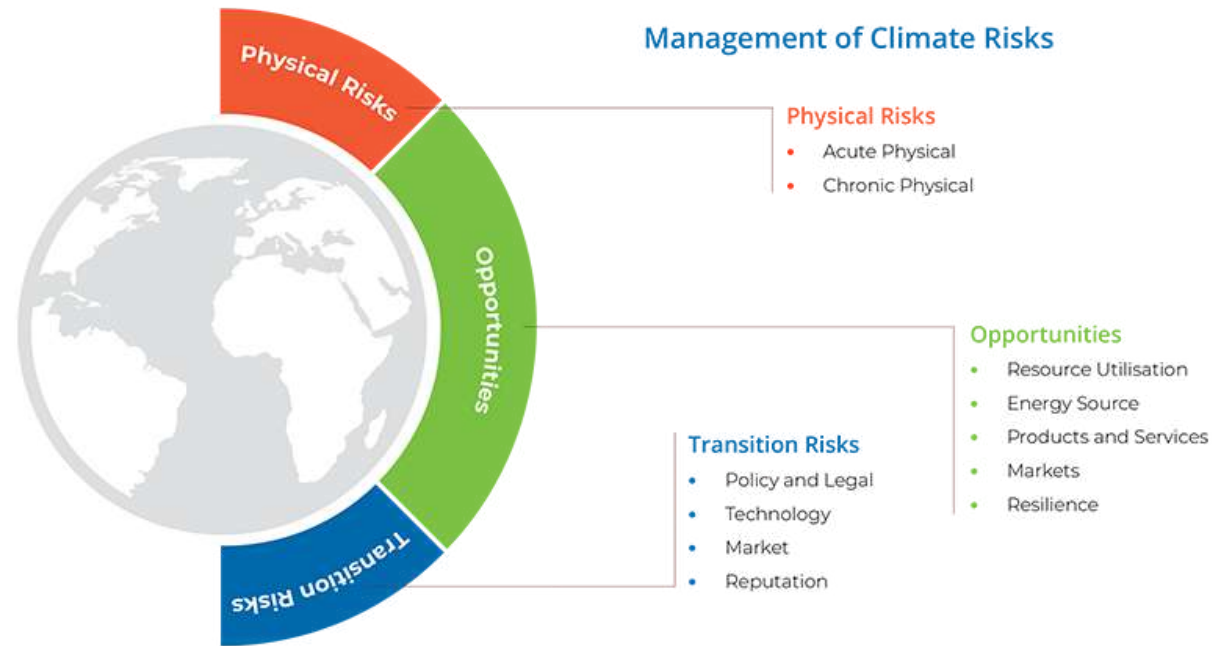 Management of Climate Risks
Physical Risks
Physical Risks
Acute Physical
Chronic Physical
Opportunities
Opportunities
Resource Utilisation
Energy Source
Products and Services
Markets
Resilience
Transition Risks
Transition Risks
Policy and Legal
Technology
Market
Reputation